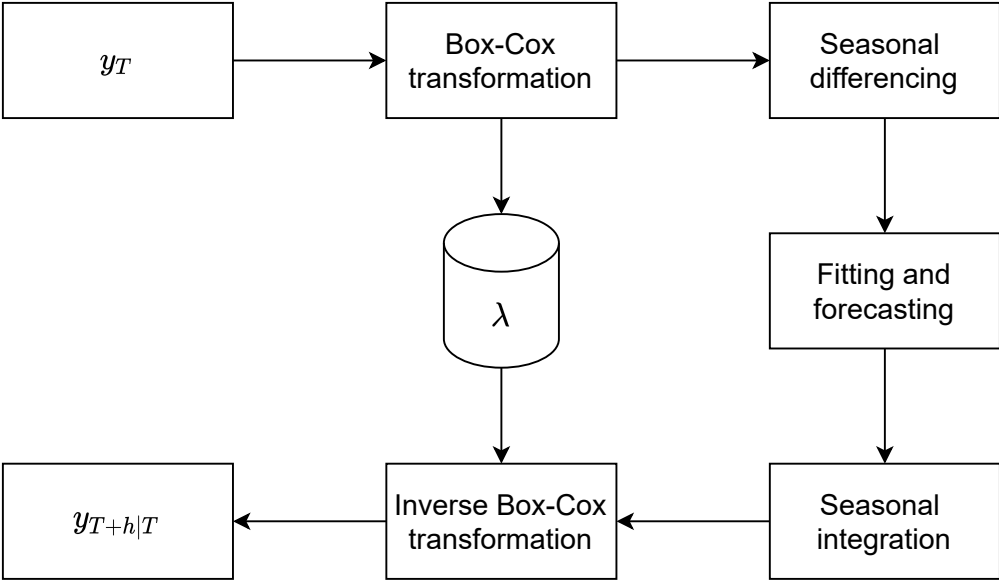 y_T
Box-Cox
transformation
Seasonal
differencing
λ
Fitting and
forecasting
y_{T+h|T}
Inverse Box-Cox
transformation
Seasonal
integration